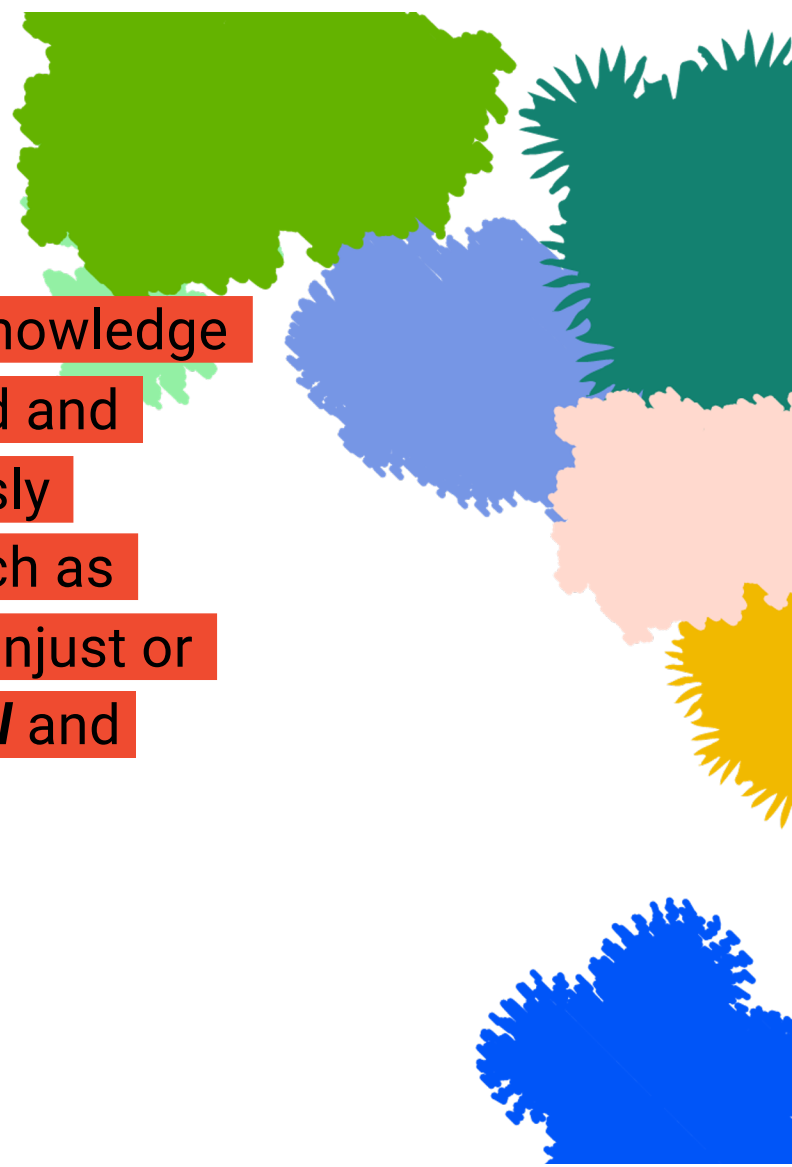 nowledge
d and
sly
ch as
njust or
and